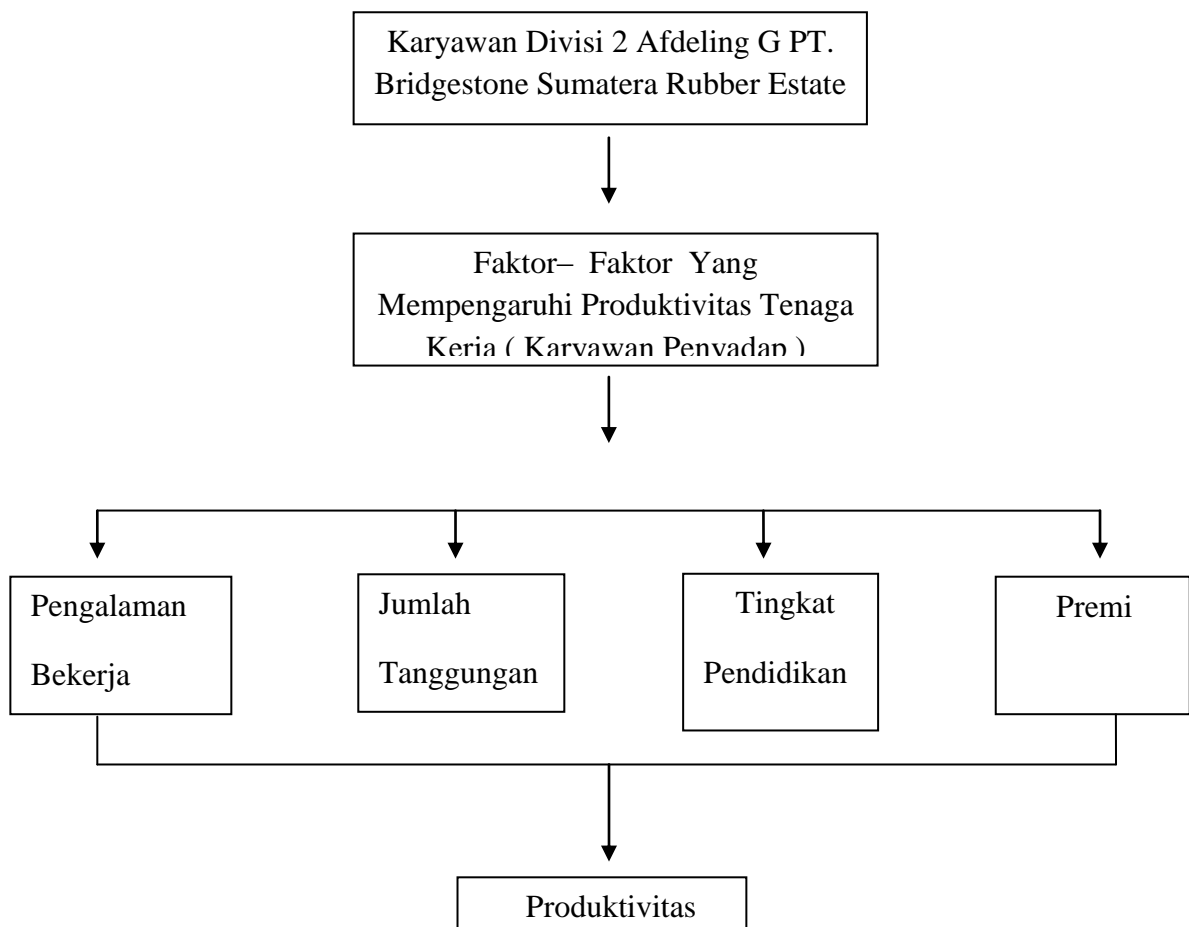 Karyawan Divisi 2 Afdeling G PT.
Bridgestone Sumatera Rubber Estate
Faktor– Faktor Yang
Mempengaruhi Produktivitas Tenaga
Kerja ( Karyawan Penyadap )
Pengalaman
Bekerja
Jumlah
Tanggungan
Tingkat
Pendidikan
Premi
Produktivitas